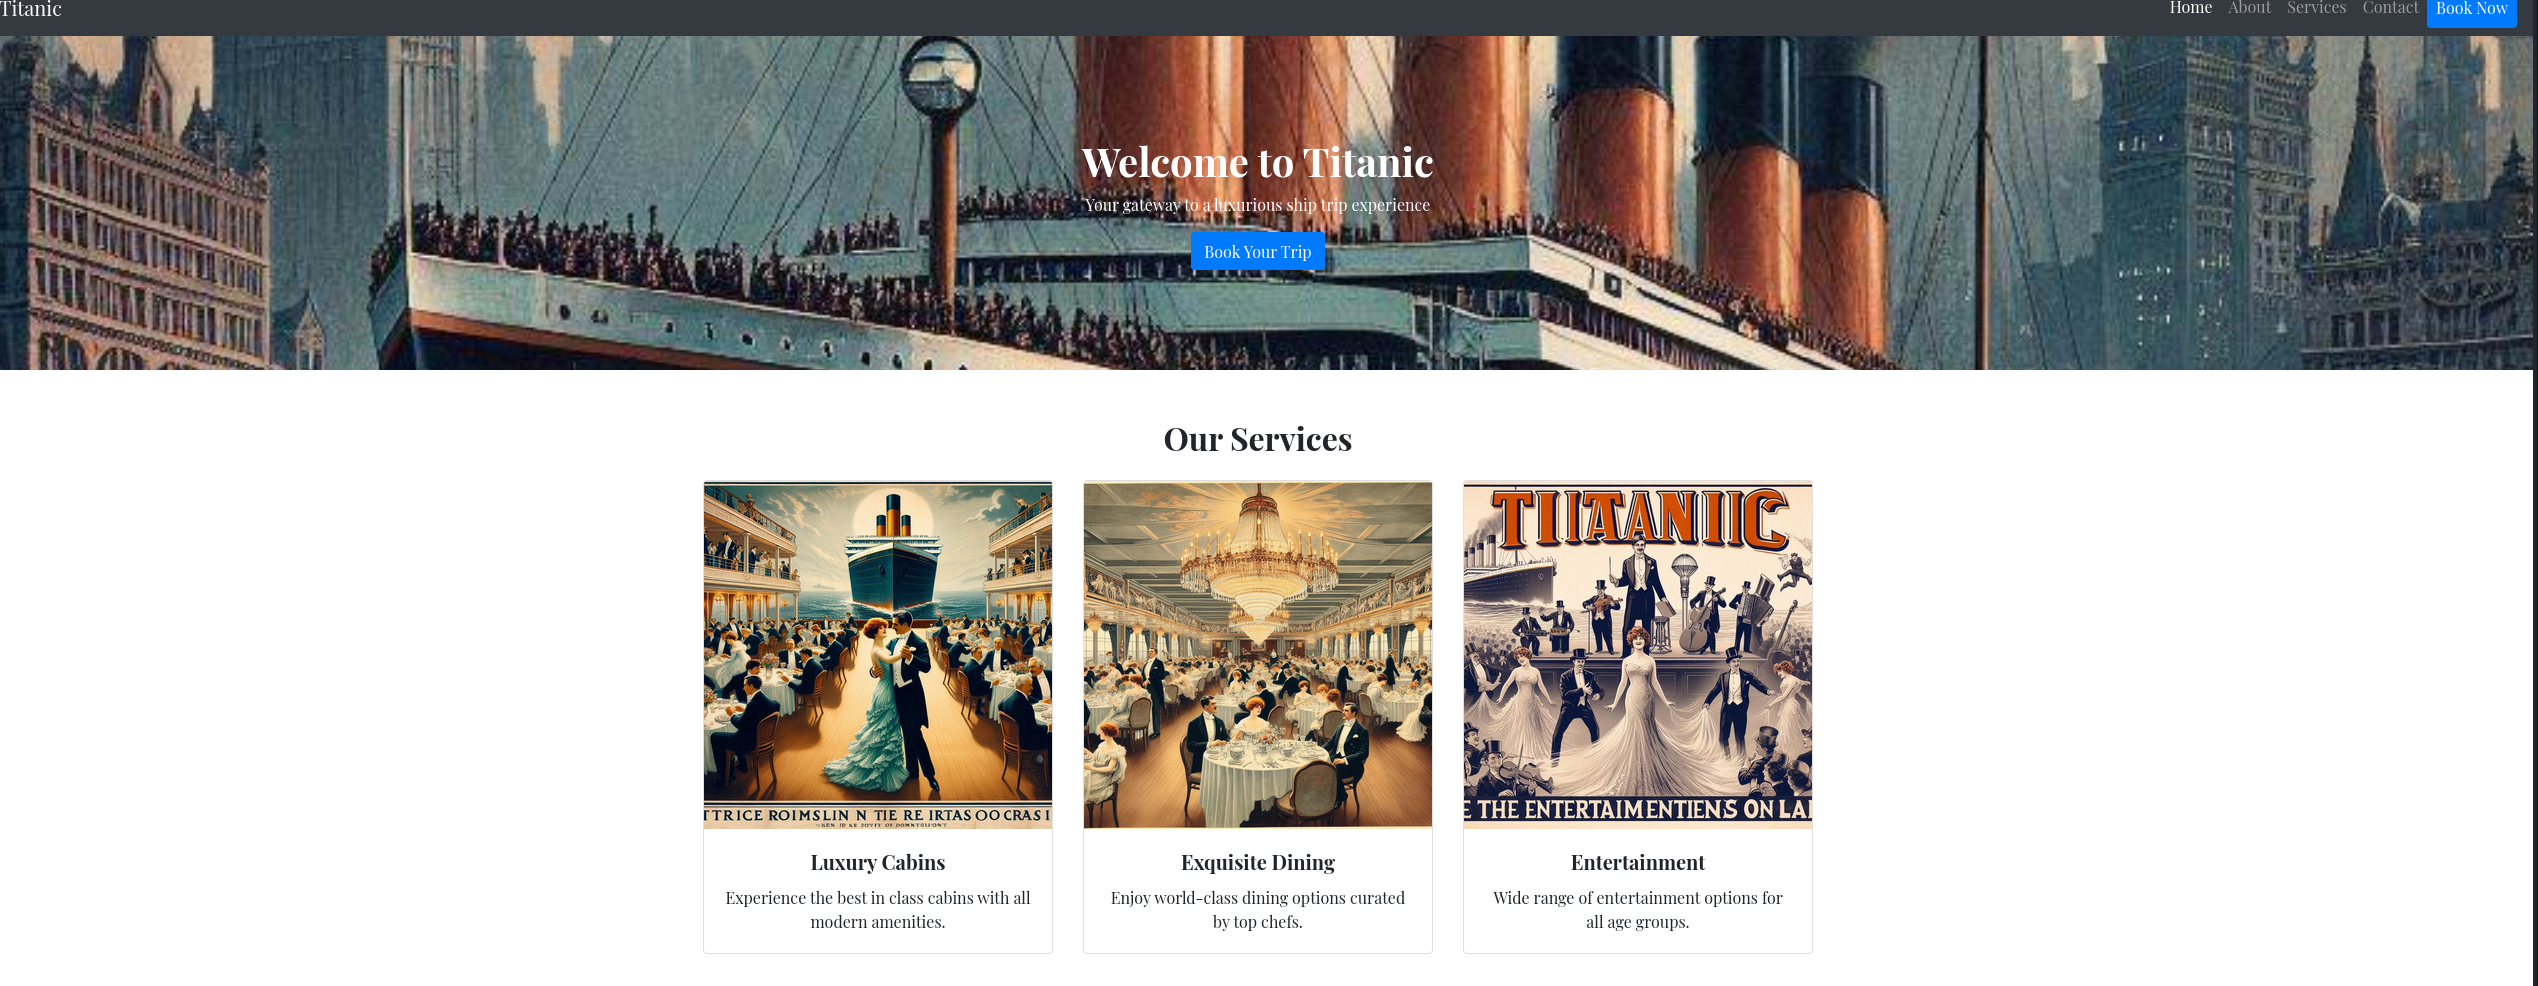 Titanic
Home About Services Contact Book Now
Welcome to Titanic
Your gateway to a luxurious ship trip experience
Book Your Trip
Our Services
TIIAANIC
TTRICE ROIMSLIN N TIE RE IRTAS OO CRAS I
E THE ENTERTAIMENTIENS ON LAI
Luxury Cabins
Experience the best in class cabins with all
modern amenities.
Exquisite Dining
Enjoy world-class dining options curated
by top chefs.
Entertainment
Wide range of entertainment options for
all age groups.